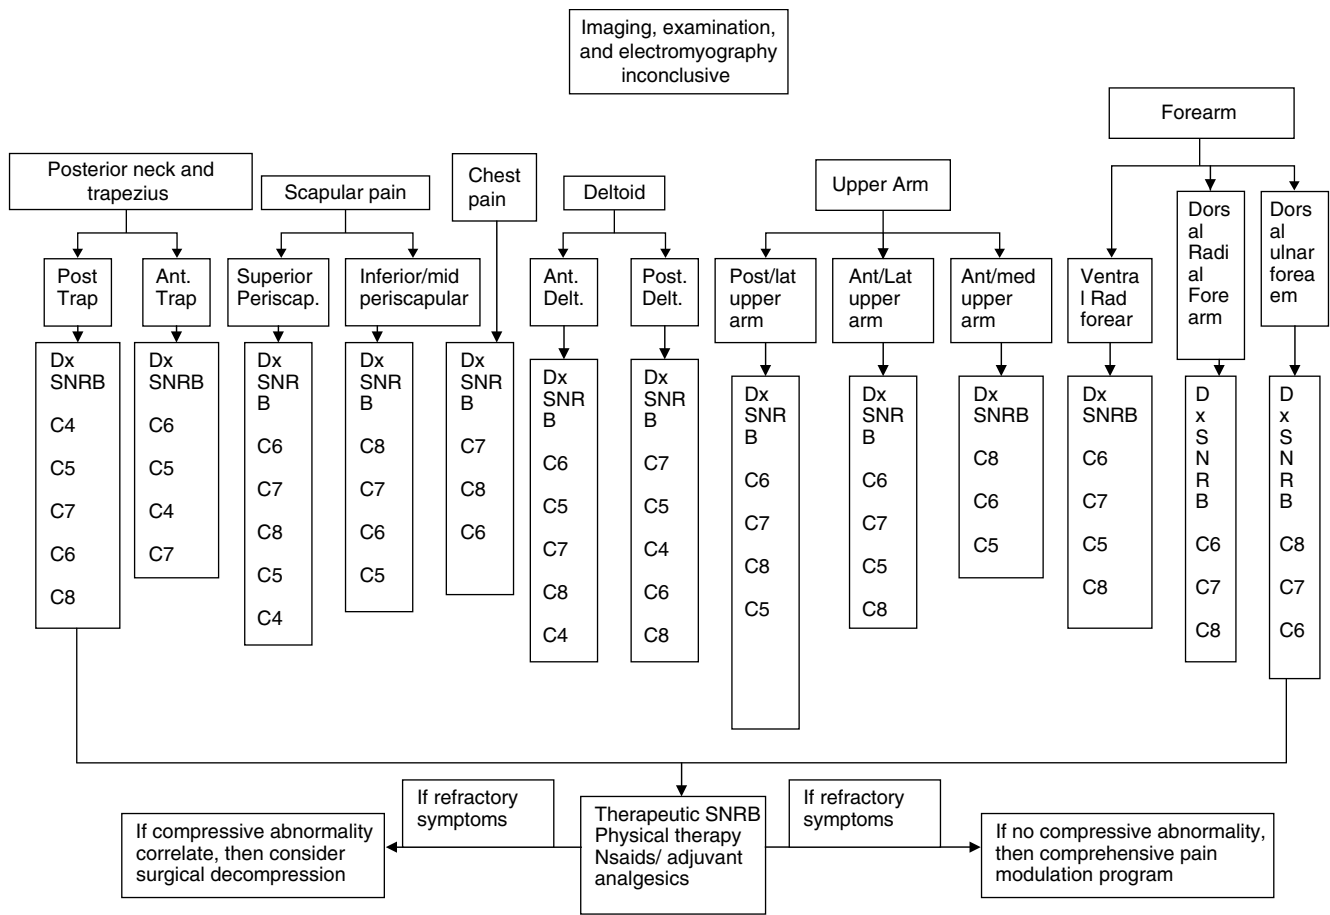 Imaging, examination,
and electromyography
inconclusive
Forearm
Posterior neck and
trapezius
Scapular pain
Chest
pain
Deltoid
Upper Arm
Dors
al
Radi
al
Fore
arm
Dors
al
ulnar
forea
em
Post
Trap
Ant.
Trap
Superior
Periscap.
Inferior/mid
periscapular
Ant.
Delt.
Post.
Delt.
Post/lat
upper
arm
Ant/Lat
upper
arm
Ant/med
upper
arm
Ventra
l Rad
forear
Dx
SNRB
C4
C5
C7
C6
C8
Dx
SNRB
C6
C5
C4
C7
Dx
SNR
B
C6
C7
C8
C5
C4
Dx
SNR
B
C8
C7
C6
C5
Dx
SNR
B
C7
C8
C6
Dx
SNR
B
C6
C5
C7
C8
C4
Dx
SNR
B
C7
C5
C4
C6
C8
Dx
SNR
B
C6
C7
C8
C5
Dx
SNR
B
C6
C7
C5
C8
Dx
SNRB
C8
C6
C5
Dx
SNRB
C6
C7
C5
C8
D
x
S
N
R
B
C6
C7
C8
D
x
S
N
R
B
C8
C7
C6
If refractory
symptoms
If refractory
symptoms
If compressive abnormality
correlate, then consider
surgical decompression
Therapeutic SNRB
Physical therapy
Nsaids/ adjuvant
analgesics
If no compressive abnormality,
then comprehensive pain
modulation program